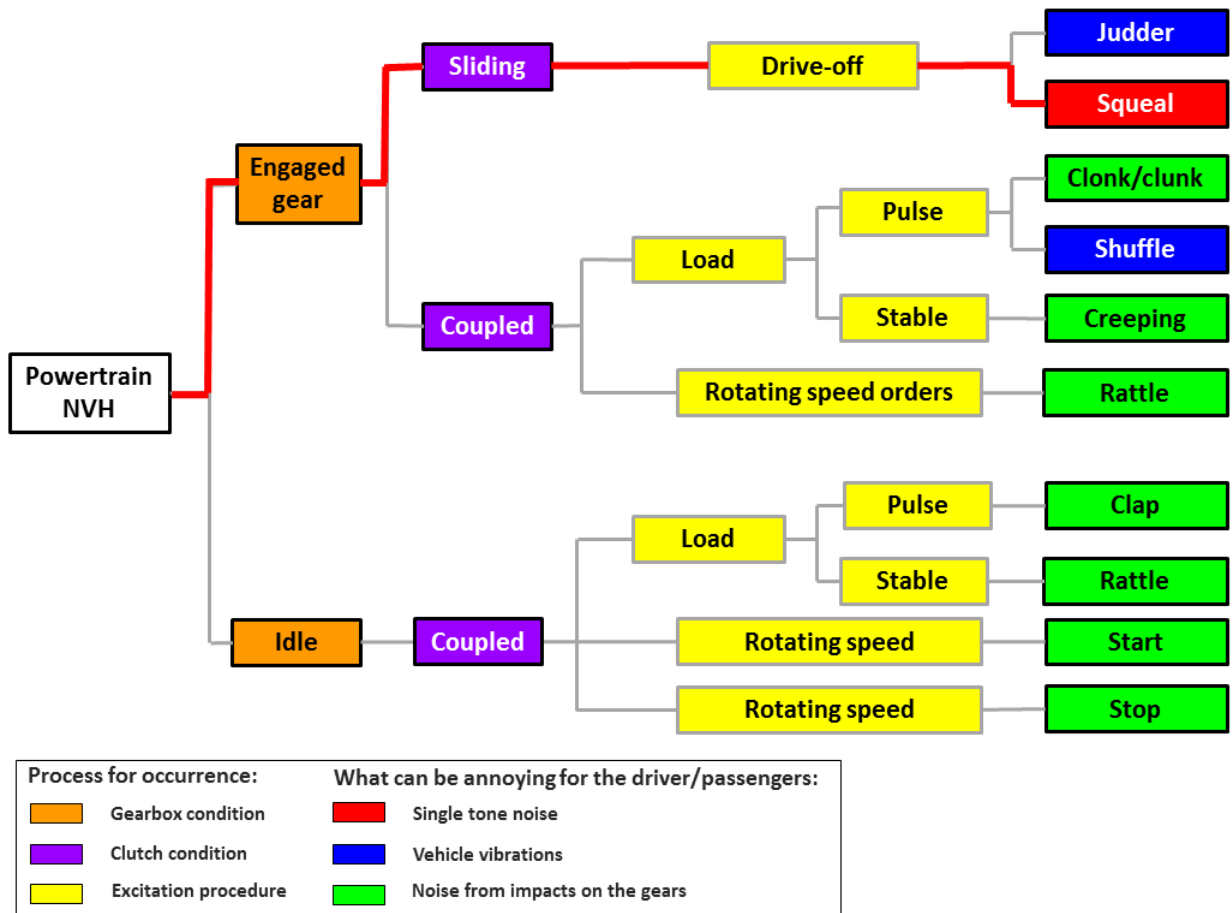 Judder
Sliding
Drive-off
Squeal
Engaged
gear
Clonk/clunk
Pulse
Load
Shuffle
Coupled
Stable
Creeping
Powertrain
NVH
Rotating speed orders
Rattle
Pulse
Clap
Load
Stable
Rattle
Idle
Coupled
Rotating speed
Start
Rotating speed
Stop
Process for occurrence:
What can be annoying for the driver/passengers:
Gearbox condition
Single tone noise
Clutch condition
Vehicle vibrations
Excitation procedure
Noise from impacts on the gears